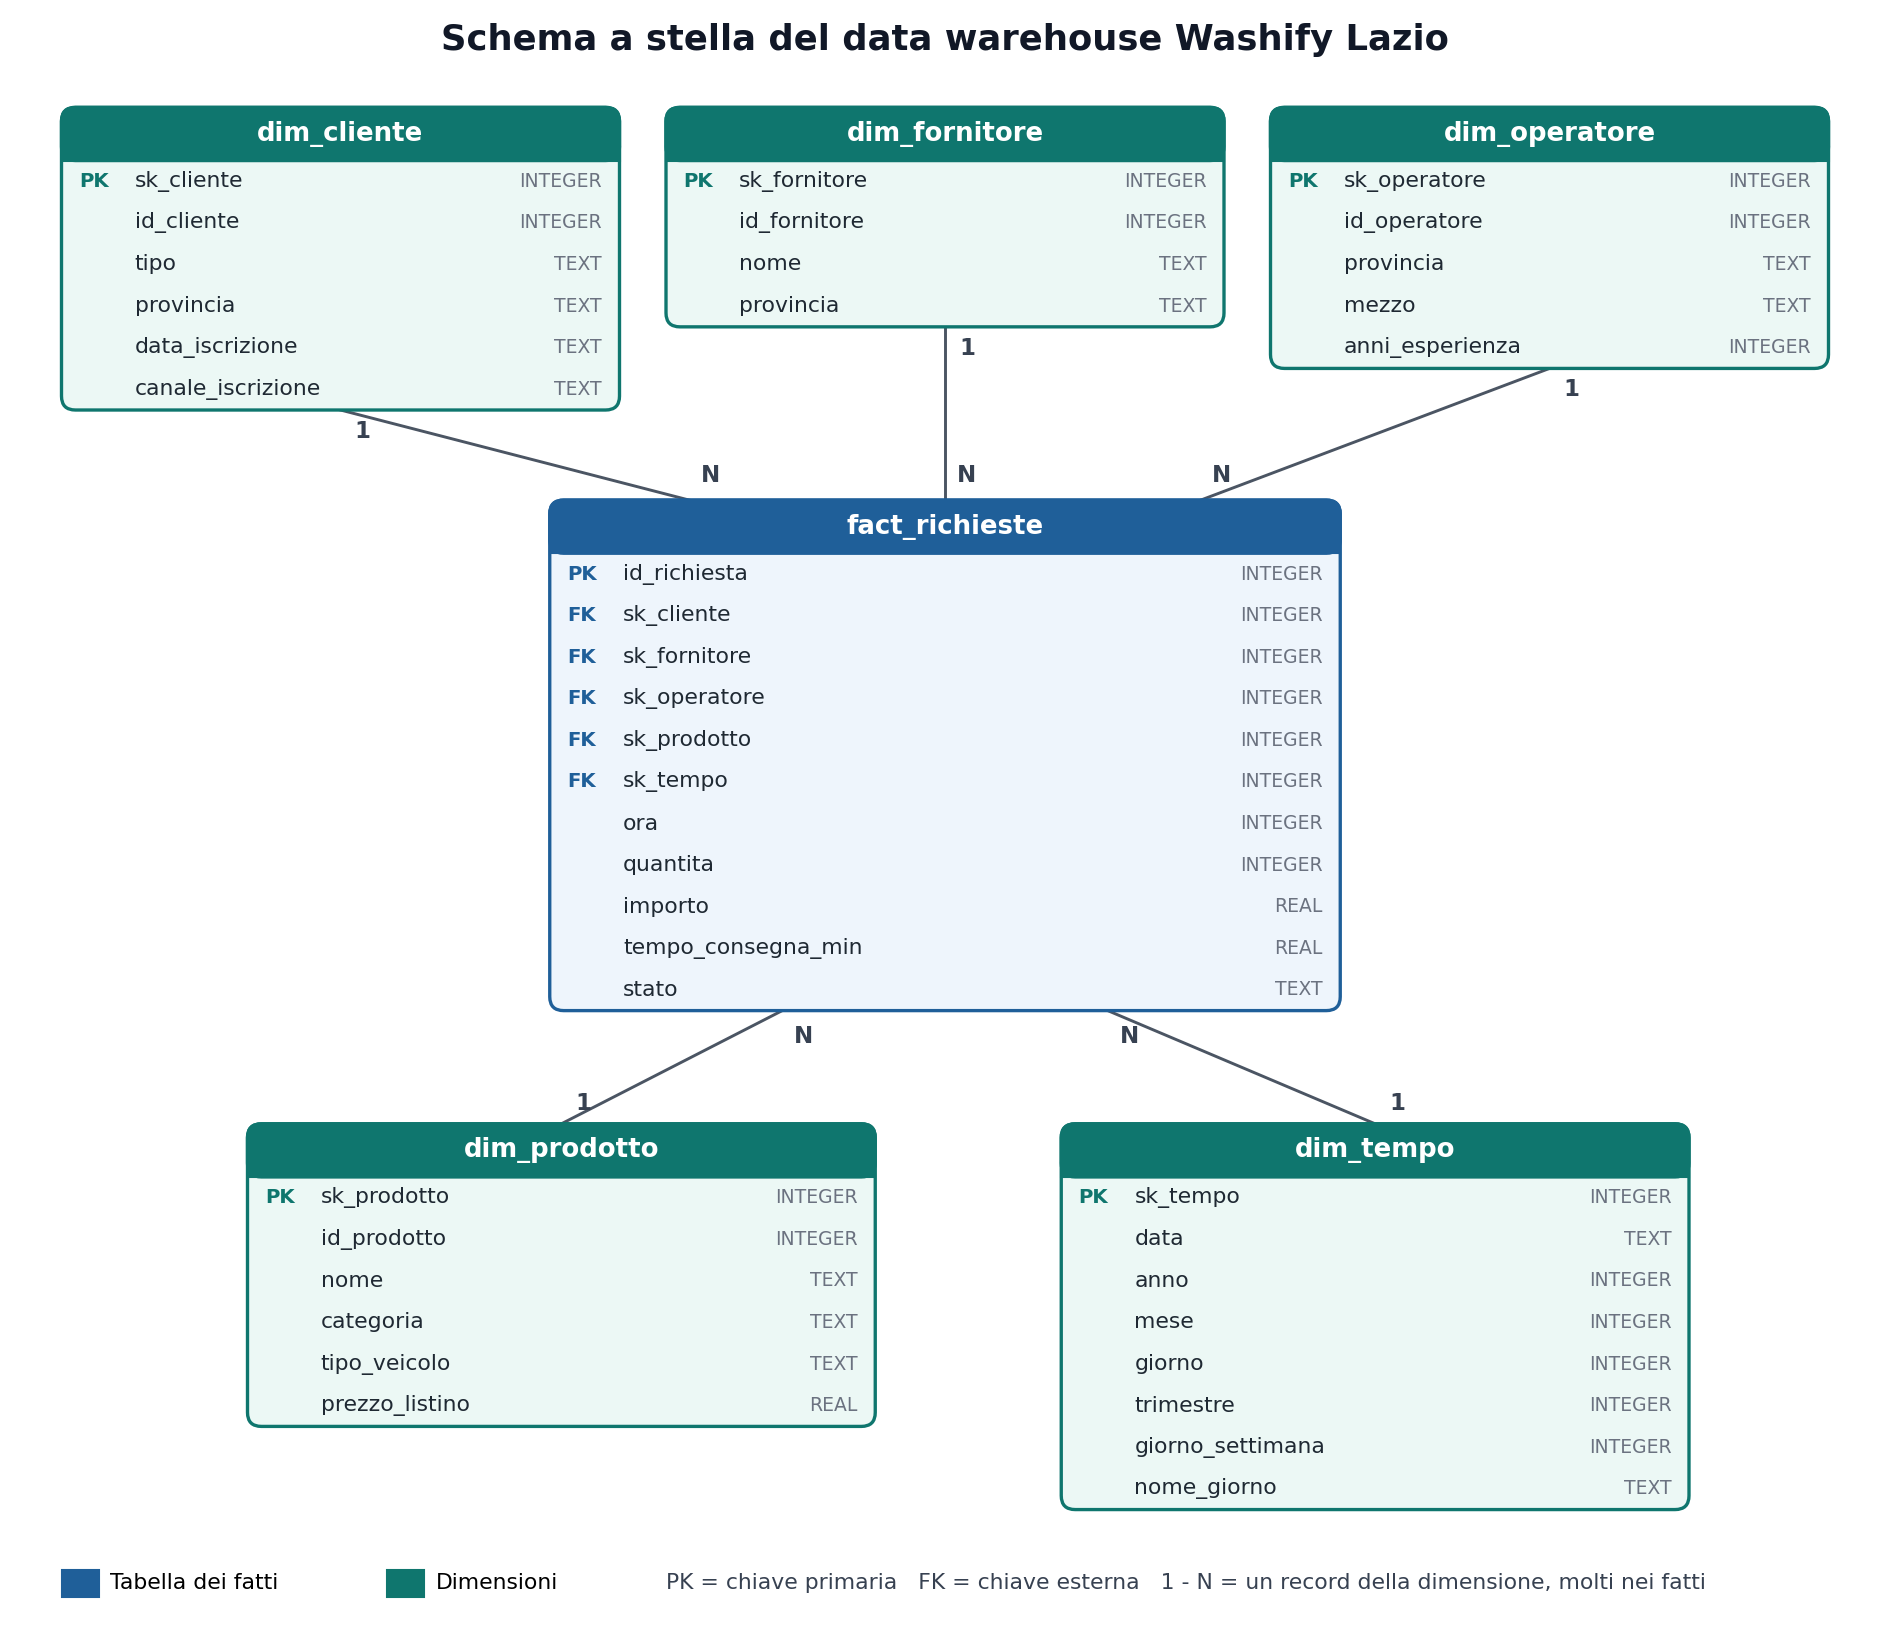 Schema a stella del data warehouse Washify Lazio
dim_cliente
PK sk_cliente INTEGER
id_cliente INTEGER
tipo TEXT
provincia TEXT
data_iscrizione TEXT
canale_iscrizione TEXT
1
N
dim_fornitore
PK sk_fornitore INTEGER
id_fornitore INTEGER
nome TEXT
provincia TEXT
1
N
dim_operatore
PK sk_operatore INTEGER
id_operatore INTEGER
provincia TEXT
mezzo TEXT
anni_esperienza INTEGER
1
N
fact_richieste
PK id_richiesta INTEGER
FK sk_cliente INTEGER
FK sk_fornitore INTEGER
FK sk_operatore INTEGER
FK sk_prodotto INTEGER
FK sk_tempo INTEGER
ora INTEGER
quantita INTEGER
importo REAL
tempo_consegna_min REAL
stato TEXT
N
1
dim_prodotto
PK sk_prodotto INTEGER
id_prodotto INTEGER
nome TEXT
categoria TEXT
tipo_veicolo TEXT
prezzo_listino REAL
N
1
dim_tempo
PK sk_tempo INTEGER
data TEXT
anno INTEGER
mese INTEGER
giorno INTEGER
trimestre INTEGER
giorno_settimana INTEGER
nome_giorno TEXT
Tabella dei fatti
Dimensioni
PK = chiave primaria FK = chiave esterna 1 - N = un record della dimensione, molti nei fatti